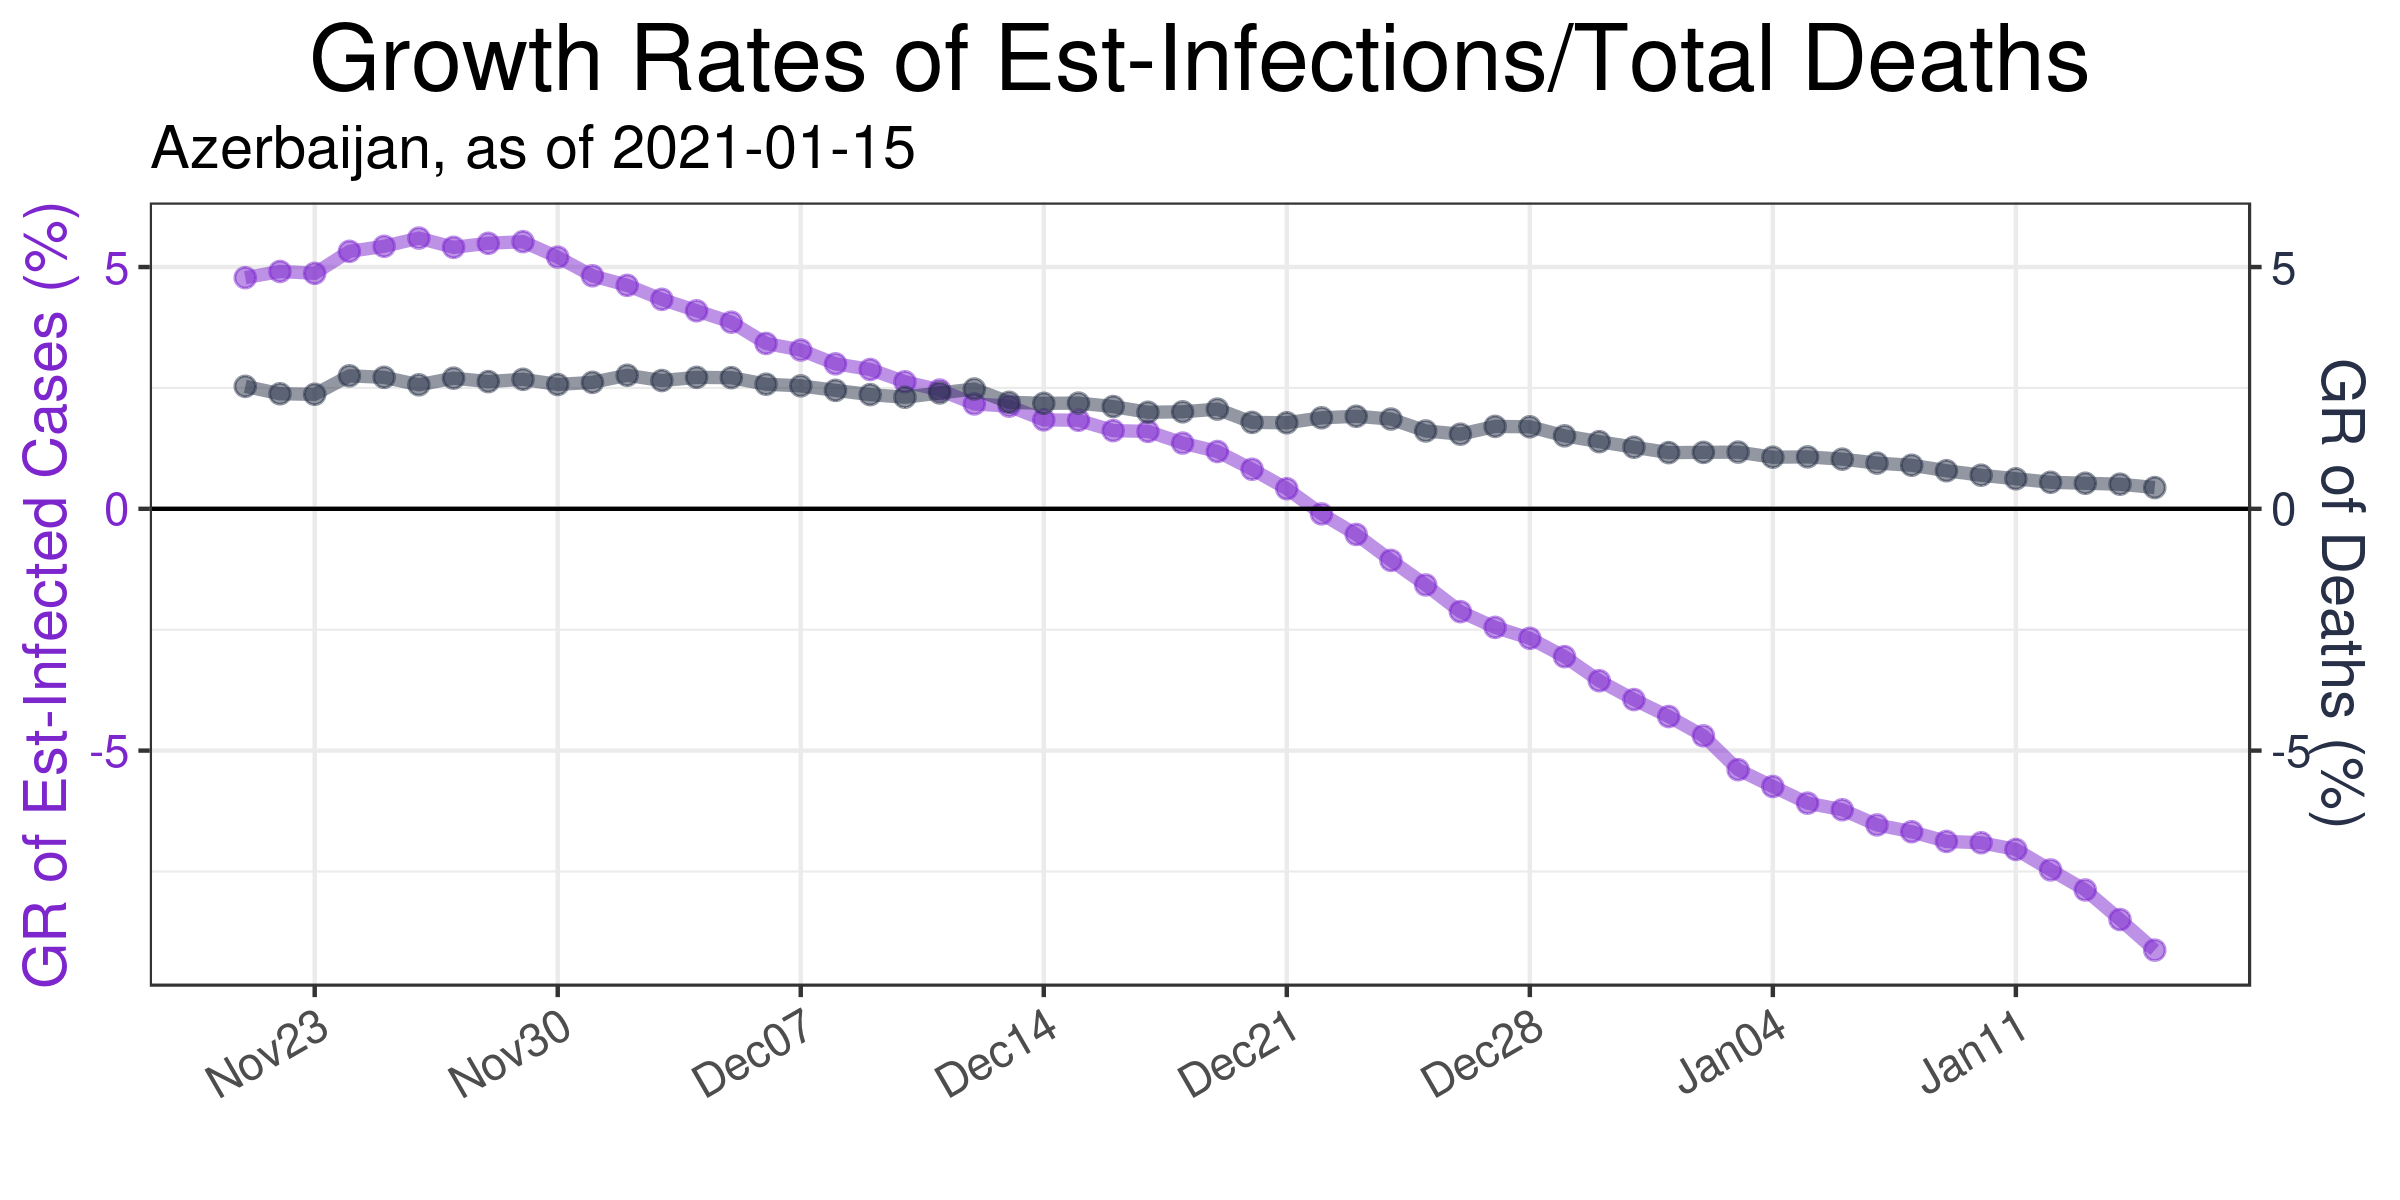 Growth Rates of Est-Infections/Total Deaths
Azerbaijan, as of 2021-01-15
GR of Est-Infected Cases (%)
5
0
-5
5
0
-5
GR of Deaths (%)
Nov23
Nov30
Dec07
Dec14
Dec21
Dec28
Jan04
Jan11